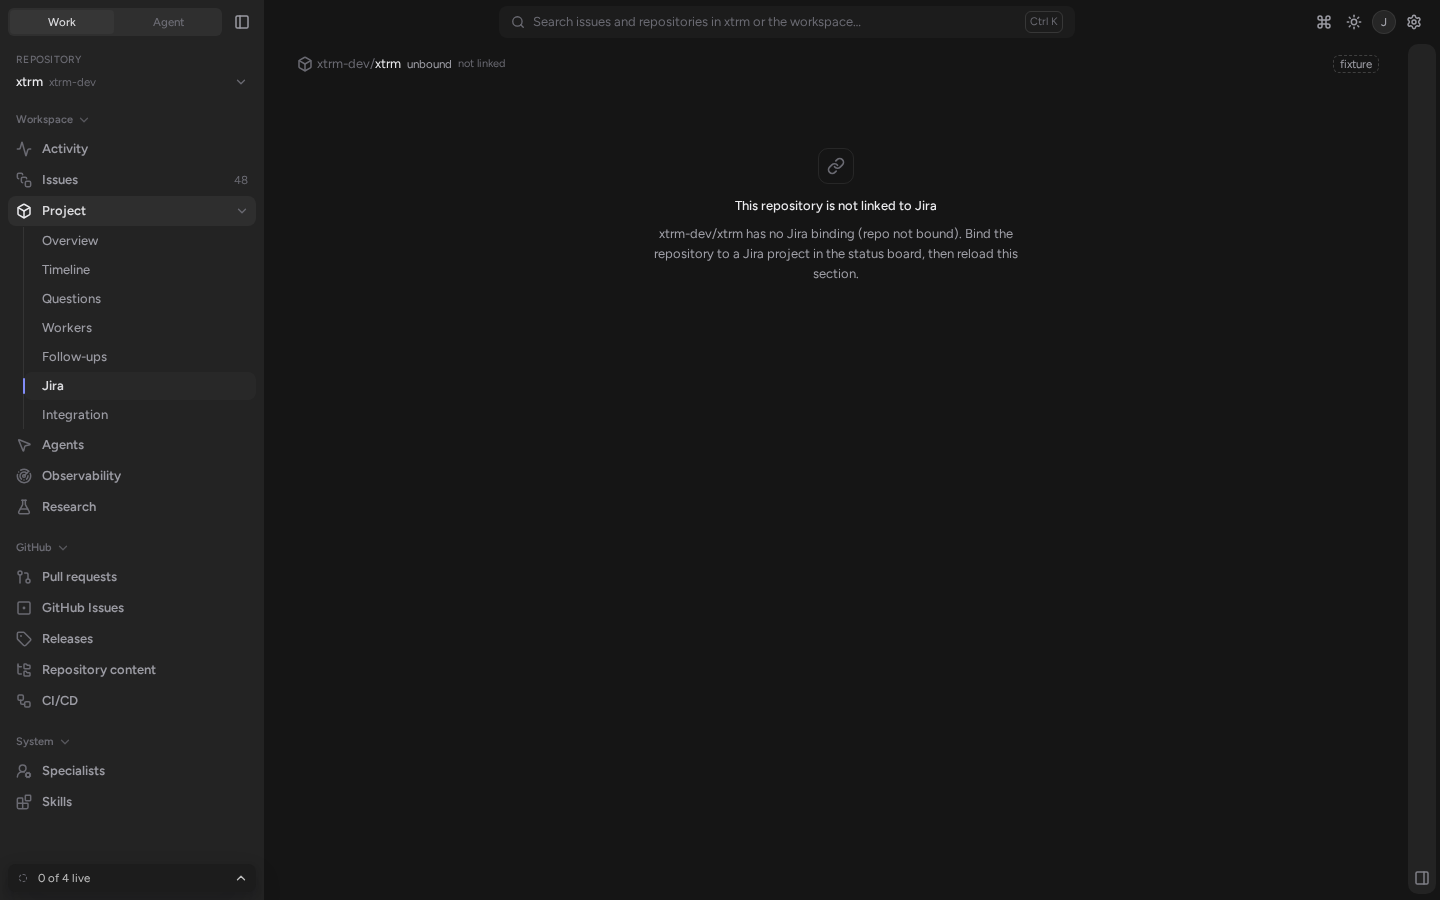 Work
Agent
Search issues and repositories in xtrm or the workspace...
Ctrl K
J
REPOSITORY
xtrm xtrm-dev
xtrm-dev/xtrm unbound not linked
fixture
Workspace
Activity
Issues 48
Project
Overview
Timeline
Questions
Workers
Follow-ups
Jira
Integration
Agents
Observability
Research
GitHub
Pull requests
GitHub Issues
Releases
Repository content
CI/CD
System
Specialists
Skills
0 of 4 live
This repository is not linked to Jira
xtrm-dev/xtrm has no Jira binding (repo not bound). Bind the
repository to a Jira project in the status board, then reload this
section.